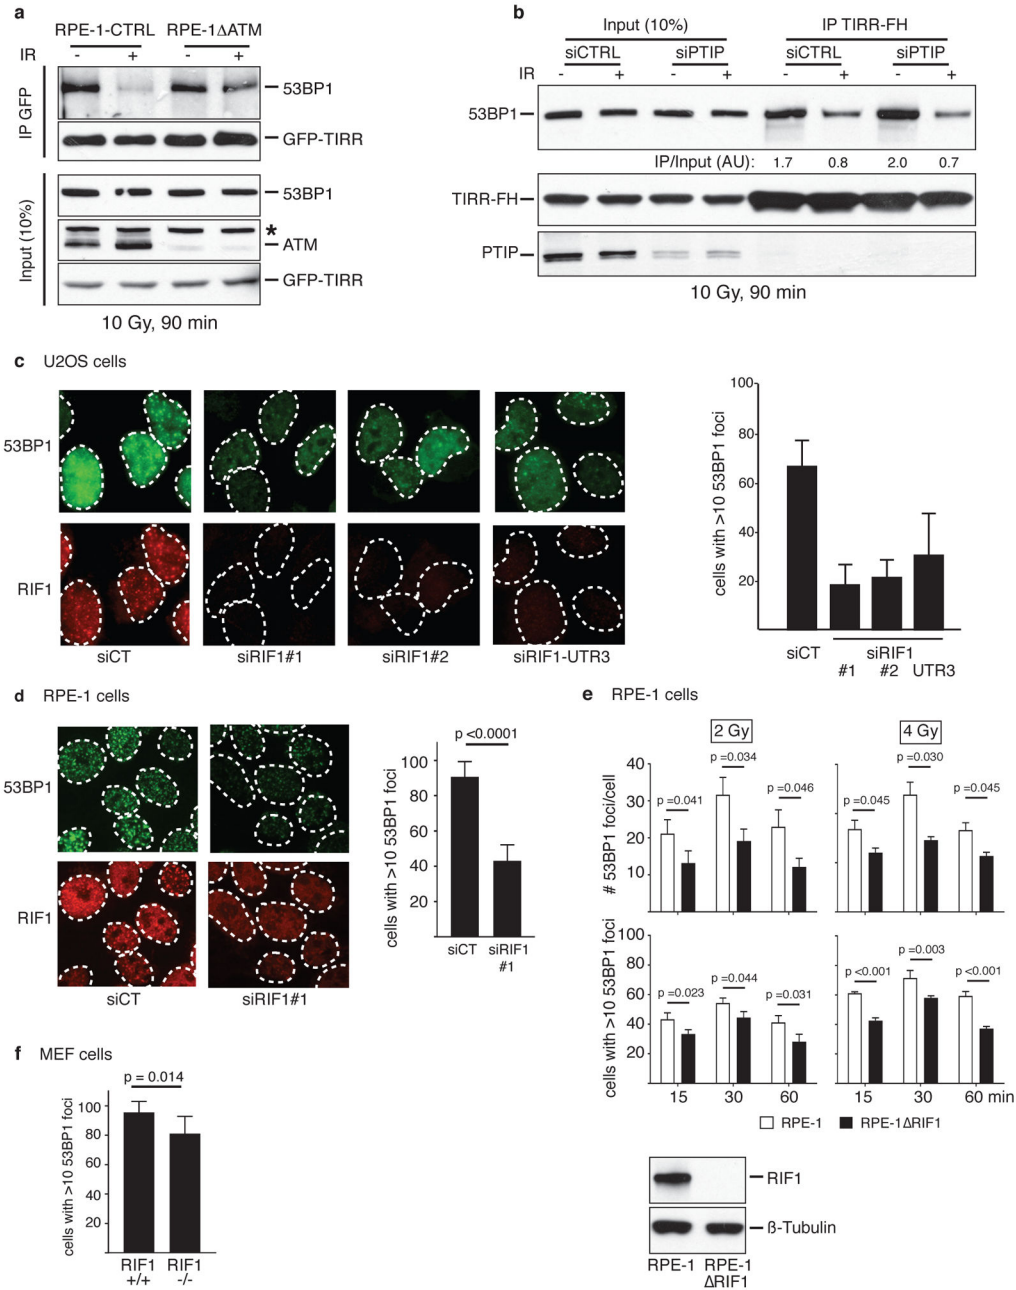 a
RPE-1-CTRL RPE-1ΔATM
IR - + - +
IP GFP
53BP1
GFP-TIRR
Input (10%)
53BP1
*
ATM
GFP-TIRR
10 Gy, 90 min
b
Input (10%) IP TIRR-FH
siCTRL siPTIP siCTRL siPTIP
IR - + - + - + - +
53BP1
IP/Input (AU): 1.7 0.8 2.0 0.7
TIRR-FH
PTIP
10 Gy, 90 min
c U2OS cells
53BP1
RIF1
siCT siRIF1#1 siRIF1#2 siRIF1-UTR3
cells with >10 53BP1 foci
100
80
60
40
20
siCT siRIF1
#1 #2 UTR3
d RPE-1 cells
53BP1
RIF1
siCT siRIF1#1
p <0.0001
cells with >10 53BP1 foci
100
80
60
40
20
siCT siRIF1
#1
e RPE-1 cells
2 Gy 4 Gy
# 53BP1 foci/cell
40
30
20
10
p =0.041 p =0.034 p =0.046
p =0.045 p =0.030 p =0.045
cells with >10 53BP1 foci
100
80
60
40
20
p =0.023 p =0.044 p =0.031
p <0.001 p =0.003 p <0.001
15 30 60 15 30 60 min
RPE-1 RPE-1ΔRIF1
RIF1
ß-Tubulin
RPE-1 RPE-1
ΔRIF1
f MEF cells
p = 0.014
cells with >10 53BP1 foci
100
80
60
40
20
RIF1 RIF1
+/+ -/-